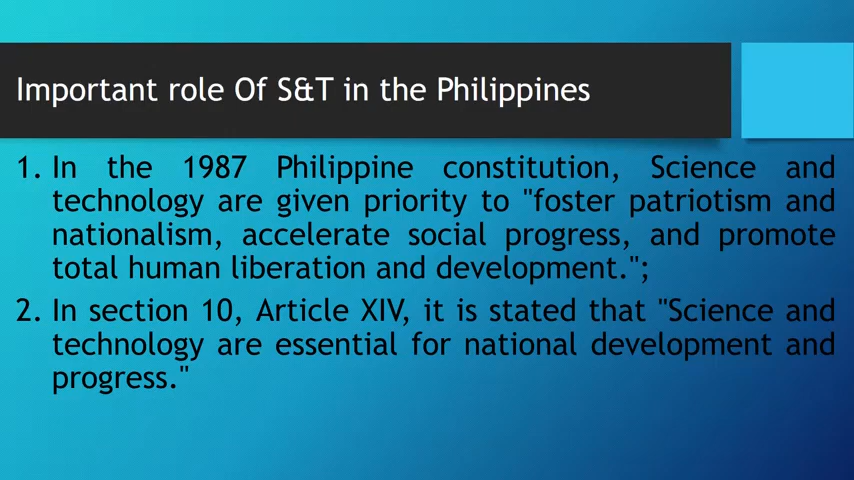 Important role Of S&T in the Philippines
1. In the 1987 Philippine constitution, Science and
technology are given priority to "foster patriotism and
nationalism, accelerate social progress, and promote
total human liberation and development.";
2. In section 10, Article XIV, it is stated that "Science and
technology are essential for national development and
progress."